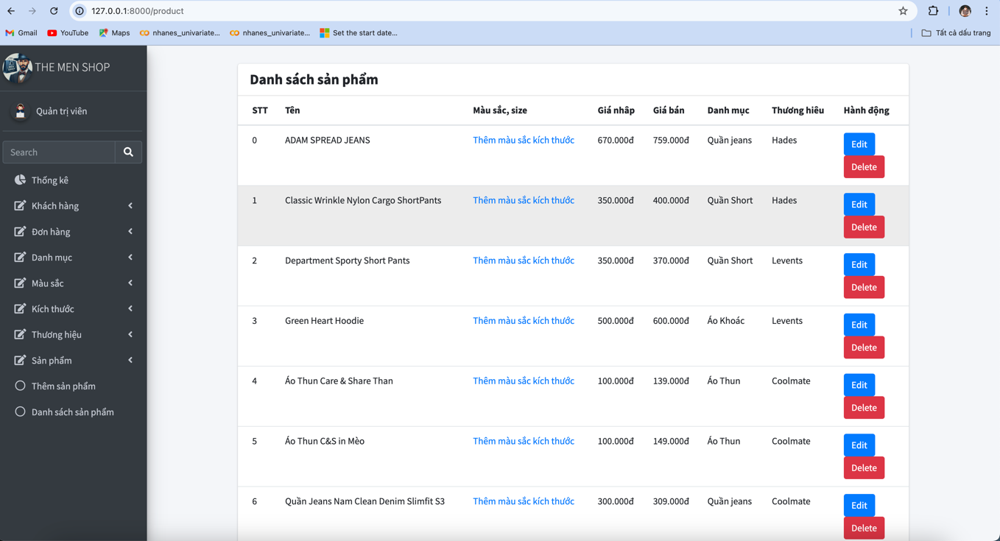 127.0.0.1:8000/product
Gmail YouTube Maps nhanes_univariate... nhanes_univariate... Set the start date... Tất cả dấu trang
THE MEN SHOP
Quản trị viên
Search
Thống kê
Khách hàng
Đơn hàng
Danh mục
Màu sắc
Kích thước
Thương hiệu
Sản phẩm
Thêm sản phẩm
Danh sách sản phẩm
Danh sách sản phẩm
STT Tên Màu sắc, size Giá nhâp Giá bán Danh mục Thương hiêu Hành động
0 ADAM SPREAD JEANS Thêm màu sắc kích thước 670.000đ 759.000đ Quần jeans Hades Edit
Delete
1 Classic Wrinkle Nylon Cargo ShortPants Thêm màu sắc kích thước 350.000đ 400.000đ Quần Short Hades Edit
Delete
2 Department Sporty Short Pants Thêm màu sắc kích thước 350.000đ 370.000đ Quần Short Levents Edit
Delete
3 Green Heart Hoodie Thêm màu sắc kích thước 500.000đ 600.000đ Áo Khoác Levents Edit
Delete
4 Áo Thun Care & Share Than Thêm màu sắc kích thước 100.000đ 139.000đ Áo Thun Coolmate Edit
Delete
5 Áo Thun C&S in Mèo Thêm màu sắc kích thước 100.000đ 149.000đ Áo Thun Coolmate Edit
Delete
6 Quần Jeans Nam Clean Denim Slimfit S3 Thêm màu sắc kích thước 300.000đ 309.000đ Quần jeans Coolmate Edit
Delete